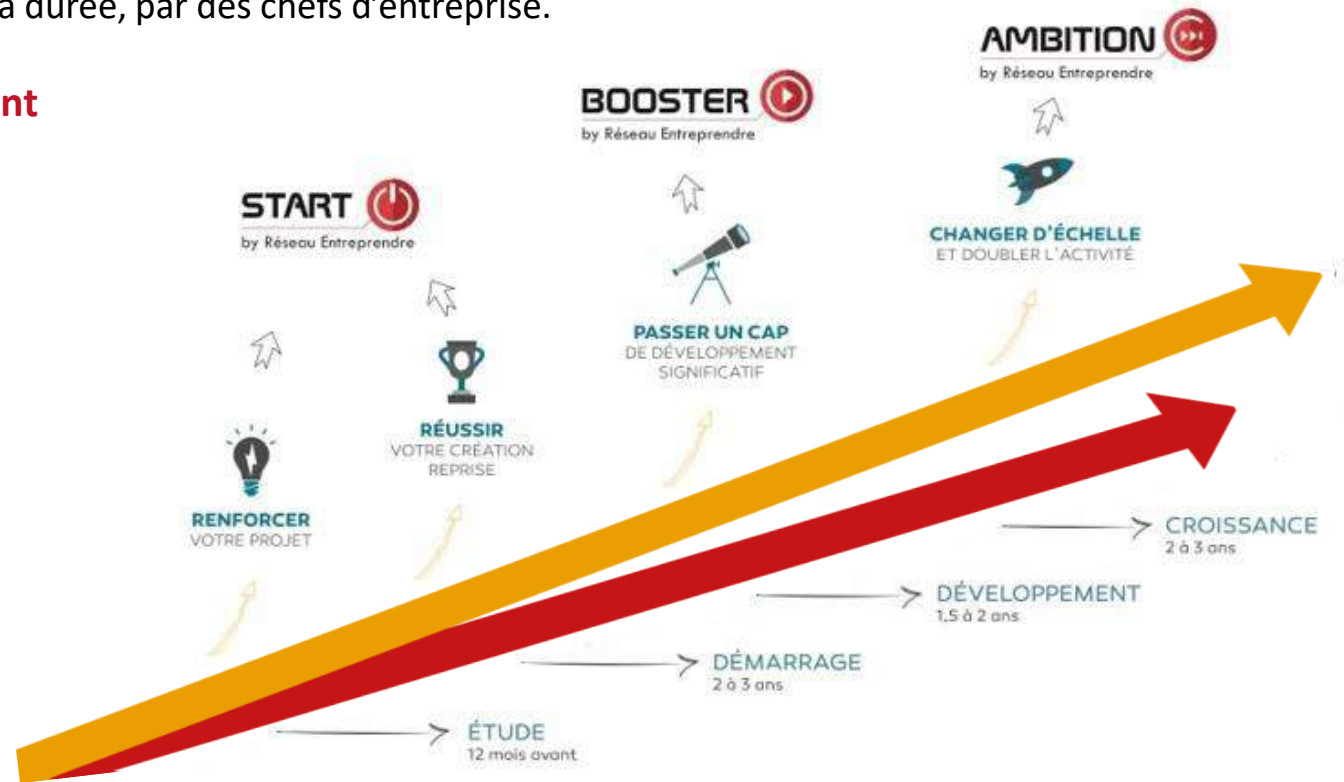 a durée, par des chefs d'entreprise.
nt
AMBITION
by Réseau Entreprendre
BOOSTER
by Réseau Entreprendre
START
by Réseau Entreprendre
CHANGER D'ÉCHELLE
ET DOUBLER L'ACTIVITÉ
PASSER UN CAP
DE DÉVELOPPEMENT
SIGNIFICATIF
RÉUSSIR
VOTRE CRÉATION
REPRISE
RENFORCER
VOTRE PROJET
CROISSANCE
2 à 3 ans
DÉVELOPPEMENT
1,5 à 2 ans
DÉMARRAGE
2 à 3 ans
ÉTUDE
12 mois avant